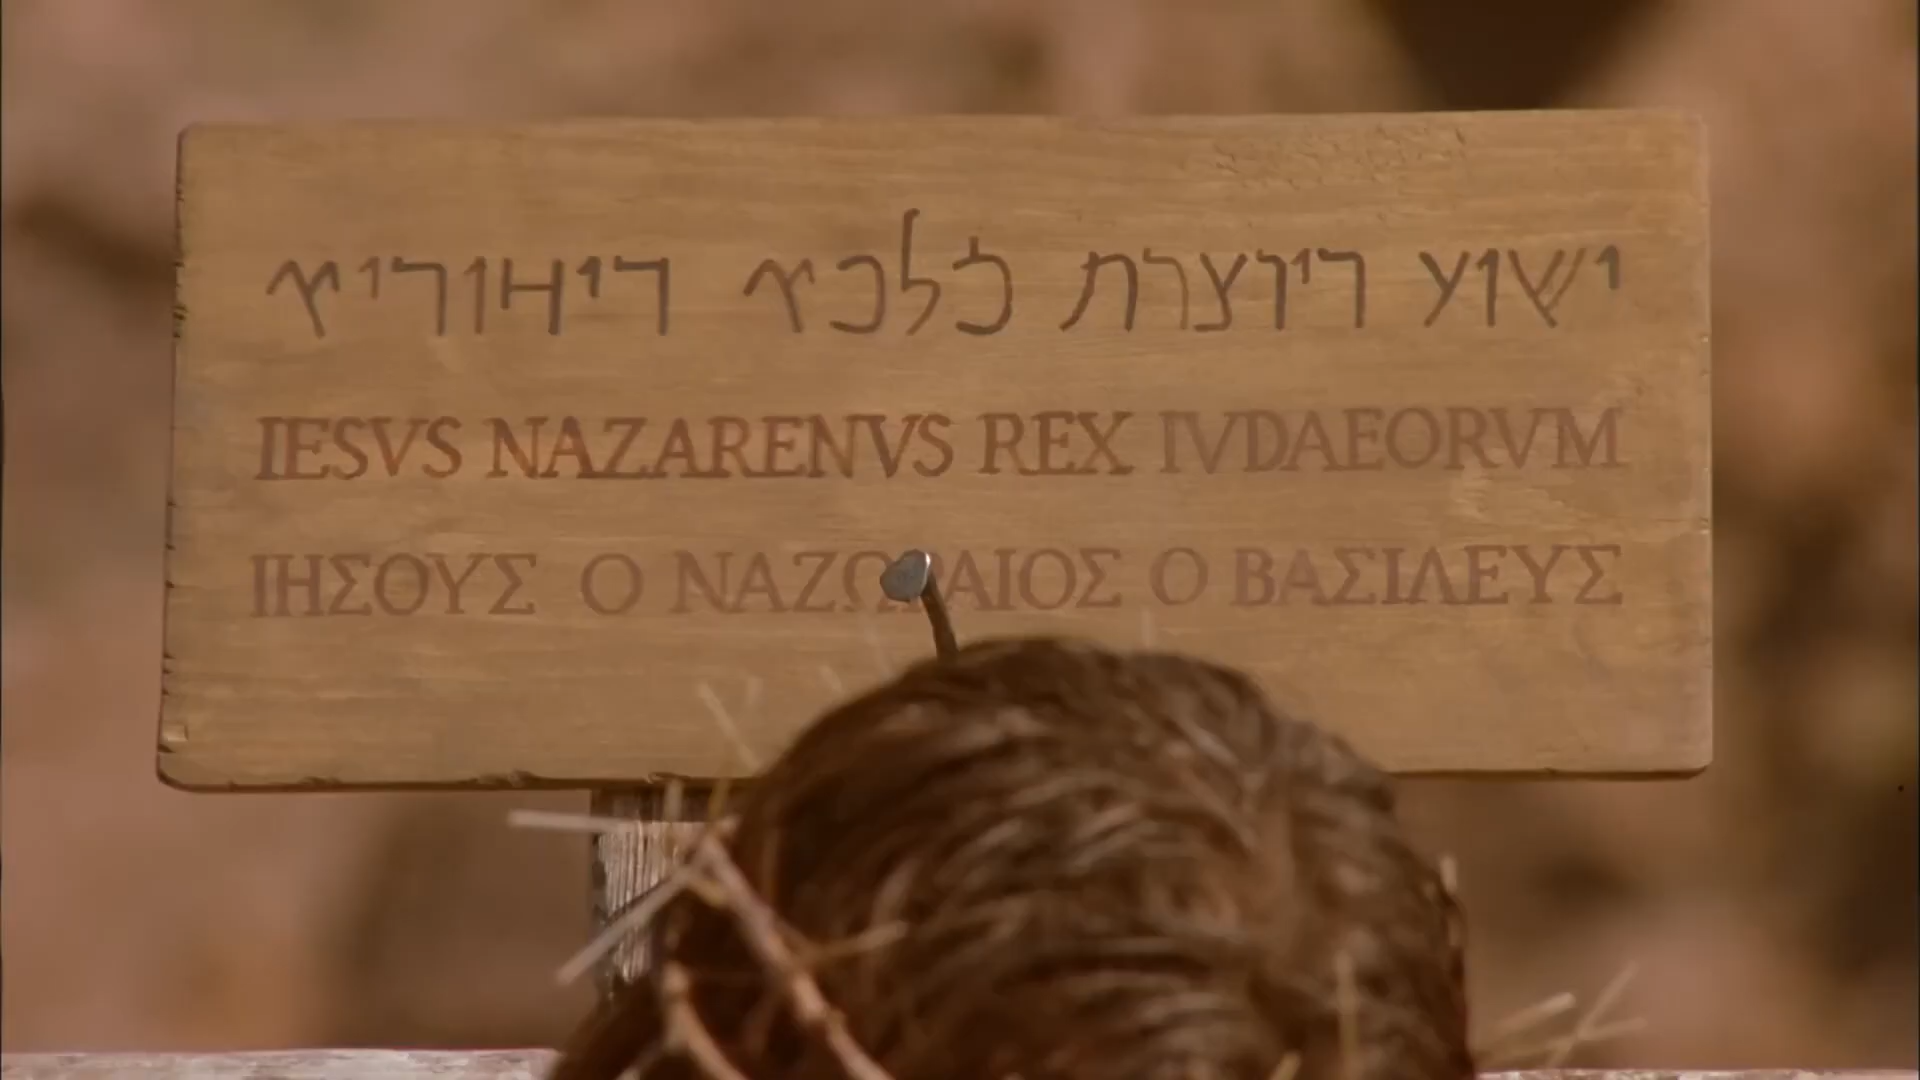 ישוע דינצרת מלכא דיהודיא
IESVS NAZARENVS REX IVDAEORVM
ΙΗΣΟΥΣ Ο ΝΑΖΩΡΑΙΟΣ Ο ΒΑΣΙΛΕΥΣ